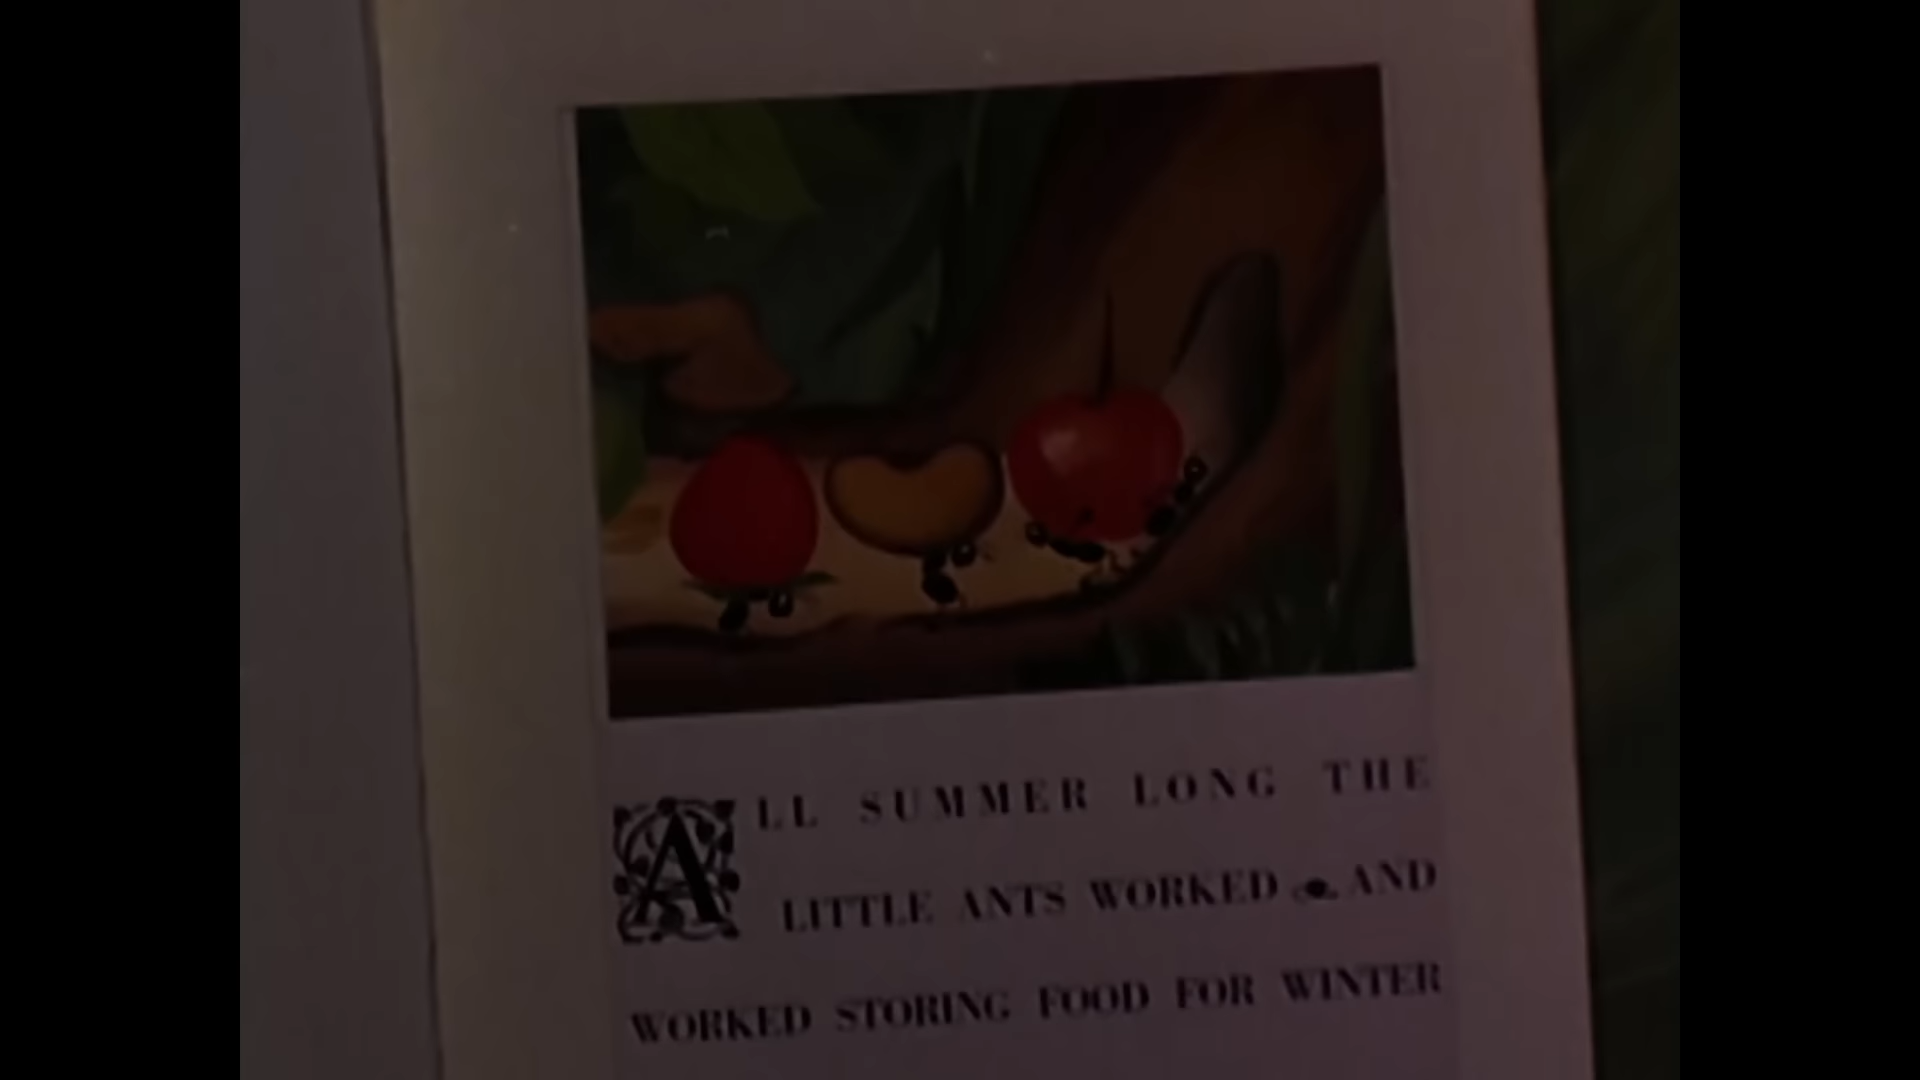 ALL SUMMER LONG THE
LITTLE ANTS WORKED AND
WORKED STORING FOOD FOR WINTER